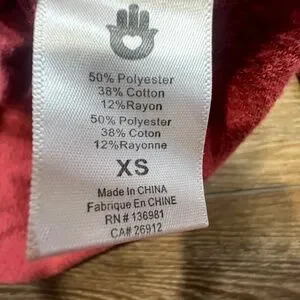 50% Polyester
38% Cotton
12%Rayon
50% Polyester
38% Coton
12%Rayonne
XS
Made In CHINA
Fabrique En CHINE
RN # 136981
CA# 26912